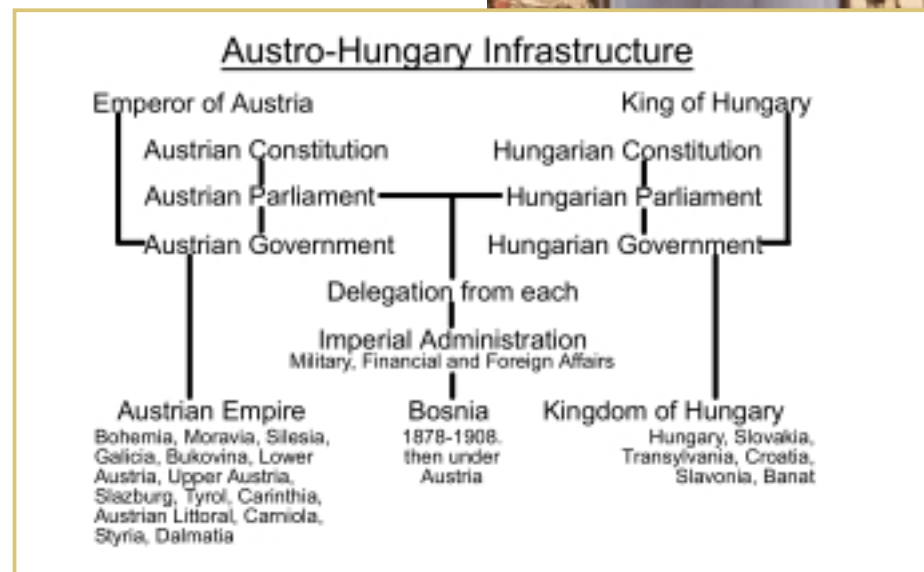 Austro-Hungary Infrastructure
Emperor of Austria
King of Hungary
Austrian Constitution
Hungarian Constitution
Austrian Parliament
Hungarian Parliament
Austrian Government
Hungarian Government
Delegation from each
Imperial Administration
Military, Financial and Foreign Affairs
Austrian Empire
Bohemia, Moravia, Silesia,
Galicia, Bukovina, Lower
Austria, Upper Austria,
Slazburg, Tyrol, Carinthia,
Austrian Littoral, Carniola,
Styria, Dalmatia
Bosnia
1878-1908.
then under
Austria
Kingdom of Hungary
Hungary, Slovakia,
Transylvania, Croatia,
Slavonia, Banat